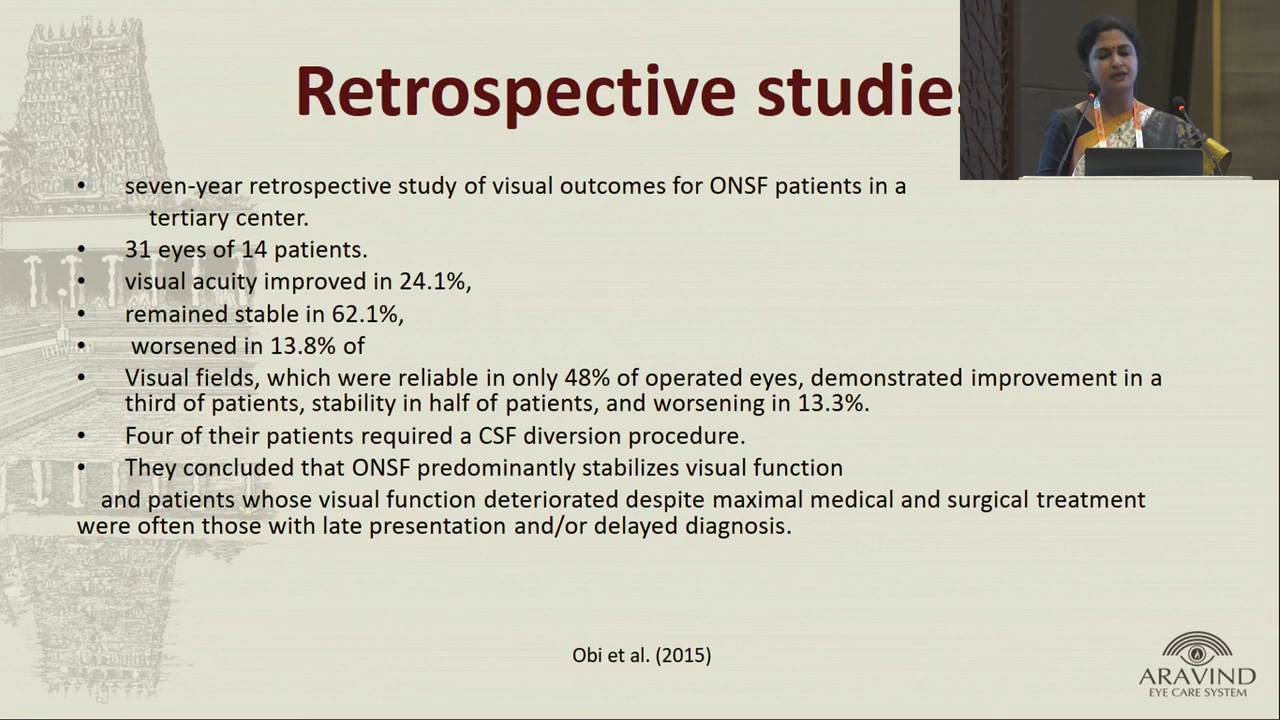 Retrospective studies
• seven-year retrospective study of visual outcomes for ONSF patients in a
tertiary center.
• 31 eyes of 14 patients.
• visual acuity improved in 24.1%,
• remained stable in 62.1%,
• worsened in 13.8% of
• Visual fields, which were reliable in only 48% of operated eyes, demonstrated improvement in a
third of patients, stability in half of patients, and worsening in 13.3%.
• Four of their patients required a CSF diversion procedure.
• They concluded that ONSF predominantly stabilizes visual function
and patients whose visual function deteriorated despite maximal medical and surgical treatment
were often those with late presentation and/or delayed diagnosis.
Obi et al. (2015)
ARAVIND
EYE CARE SYSTEM